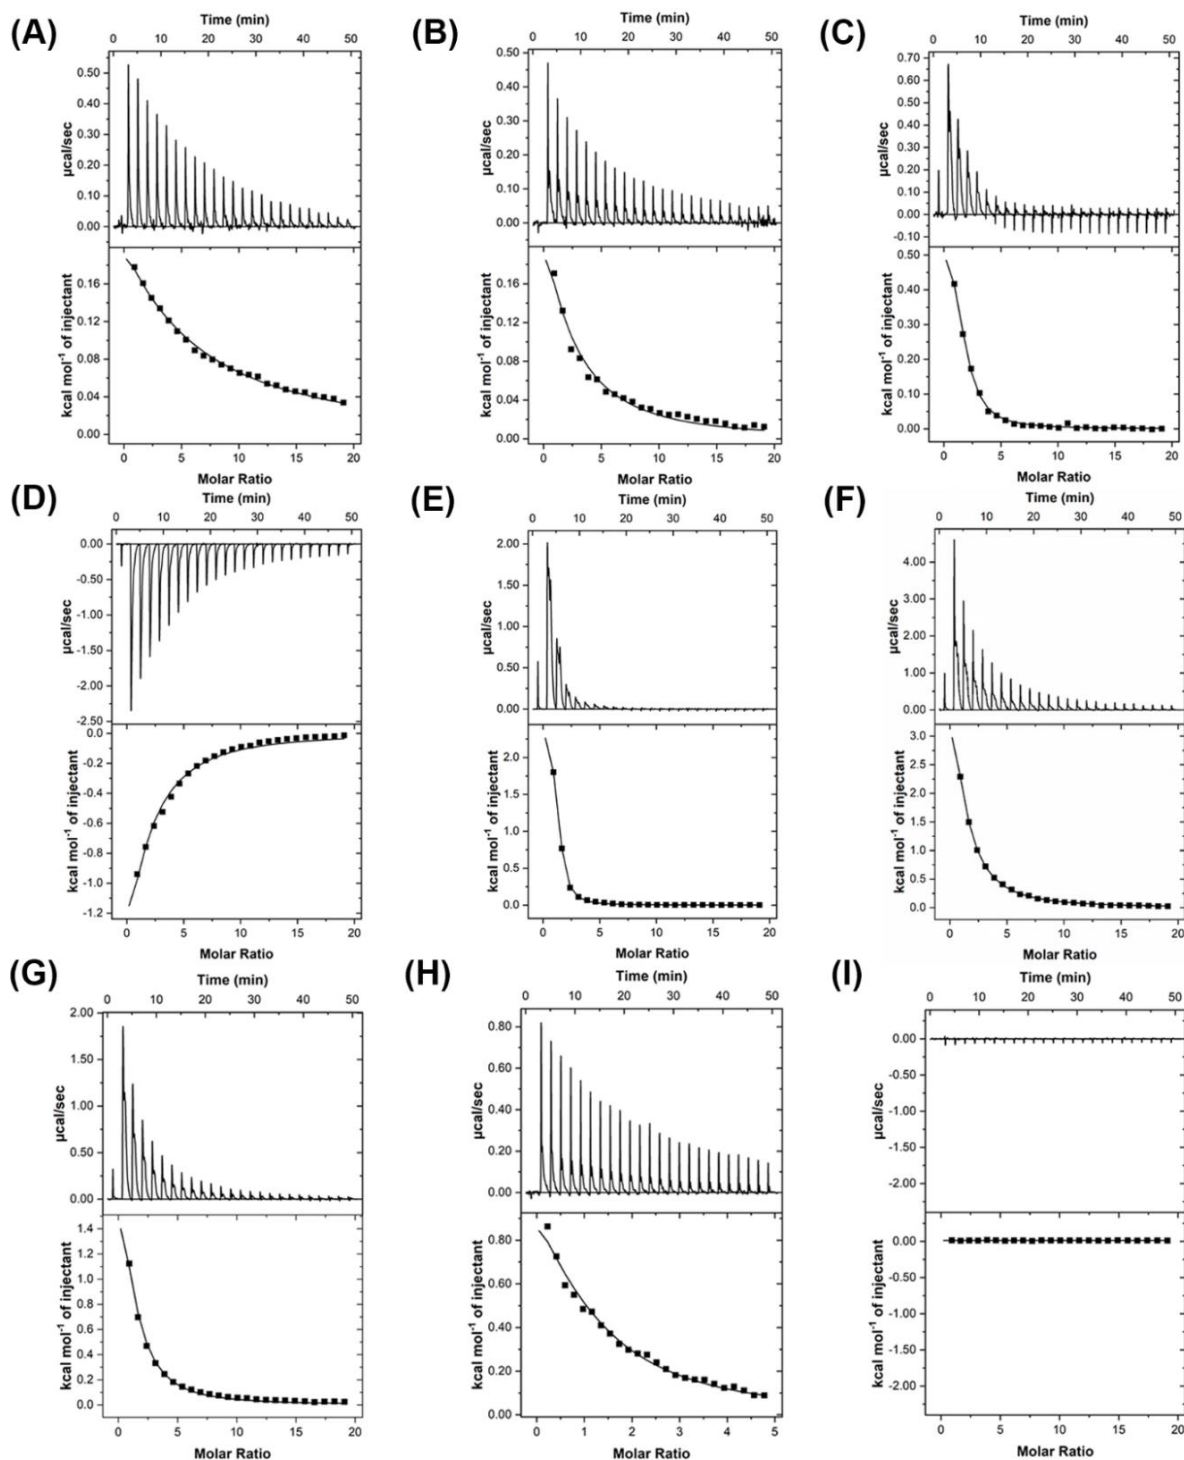 (A)
Time (min)
0 10 20 30 40 50
µcal/sec
0.50
0.40
0.30
0.20
0.10
0.00
kcal mol⁻¹ of injectant
0.16
0.12
0.08
0.04
0.00
0 5 10 15 20
Molar Ratio
(B)
Time (min)
0 10 20 30 40 50
µcal/sec
0.50
0.40
0.30
0.20
0.10
0.00
kcal mol⁻¹ of injectant
0.16
0.12
0.08
0.04
0.00
0 5 10 15 20
Molar Ratio
(C)
Time (min)
0 10 20 30 40 50
µcal/sec
0.70
0.60
0.50
0.40
0.30
0.20
0.10
0.00
-0.10
kcal mol⁻¹ of injectant
0.50
0.40
0.30
0.20
0.10
0.00
0 5 10 15 20
Molar Ratio
(D)
Time (min)
0 10 20 30 40 50
µcal/sec
0.00
-0.50
-1.00
-1.50
-2.00
-2.50
kcal mol⁻¹ of injectant
0.0
-0.2
-0.4
-0.6
-0.8
-1.0
-1.2
0 5 10 15 20
Molar Ratio
(E)
Time (min)
0 10 20 30 40 50
µcal/sec
2.00
1.50
1.00
0.50
0.00
kcal mol⁻¹ of injectant
2.0
1.5
1.0
0.5
0.0
0 5 10 15 20
Molar Ratio
(F)
Time (min)
0 10 20 30 40 50
µcal/sec
4.00
3.00
2.00
1.00
0.00
kcal mol⁻¹ of injectant
3.0
2.5
2.0
1.5
1.0
0.5
0.0
0 5 10 15 20
Molar Ratio
(G)
Time (min)
0 10 20 30 40 50
µcal/sec
2.00
1.50
1.00
0.50
0.00
kcal mol⁻¹ of injectant
1.4
1.2
1.0
0.8
0.6
0.4
0.2
0.0
0 5 10 15 20
Molar Ratio
(H)
Time (min)
0 10 20 30 40 50
µcal/sec
0.80
0.60
0.40
0.20
0.00
kcal mol⁻¹ of injectant
0.80
0.60
0.40
0.20
0.00
0 1 2 3 4 5
Molar Ratio
(I)
Time (min)
0 10 20 30 40 50
µcal/sec
0.00
-0.50
-1.00
-1.50
-2.00
kcal mol⁻¹ of injectant
0.00
-0.50
-1.00
-1.50
-2.00
0 5 10 15 20
Molar Ratio